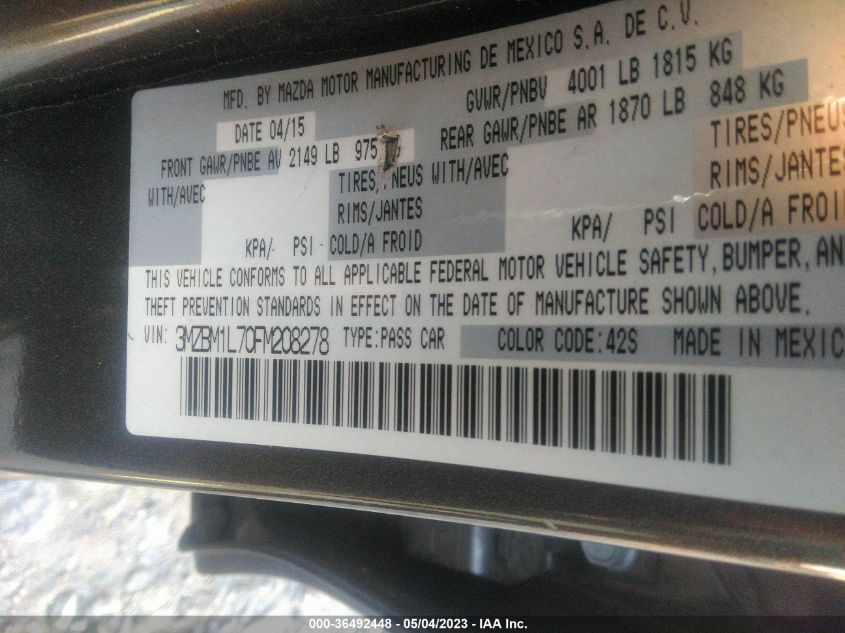 MFD. BY MAZDA MOTOR MANUFACTURING DE MEXICO S.A. DE C.V.
DATE 04/15 GVWR/PNBV 4001 LB 1815 KG
FRONT GAWR/PNBE AV 2149 LB 975 REAR GAWR/PNBE AR 1870 LB 848 KG
WITH/AVEC TIRES/PNEUS WITH/AVEC TIRES/PNEUS
RIMS/JANTES RIMS/JANTES
KPA/ PSI COLD/A FROID KPA/ PSI COLD/A FROID
THIS VEHICLE CONFORMS TO ALL APPLICABLE FEDERAL MOTOR VEHICLE SAFETY, BUMPER, AN
THEFT PREVENTION STANDARDS IN EFFECT ON THE DATE OF MANUFACTURE SHOWN ABOVE.
VIN: 3MZBM1L70FM208278 TYPE:PASS CAR COLOR CODE:42S MADE IN MEXIC
000-36492448 - 05/04/2023 - IAA Inc.